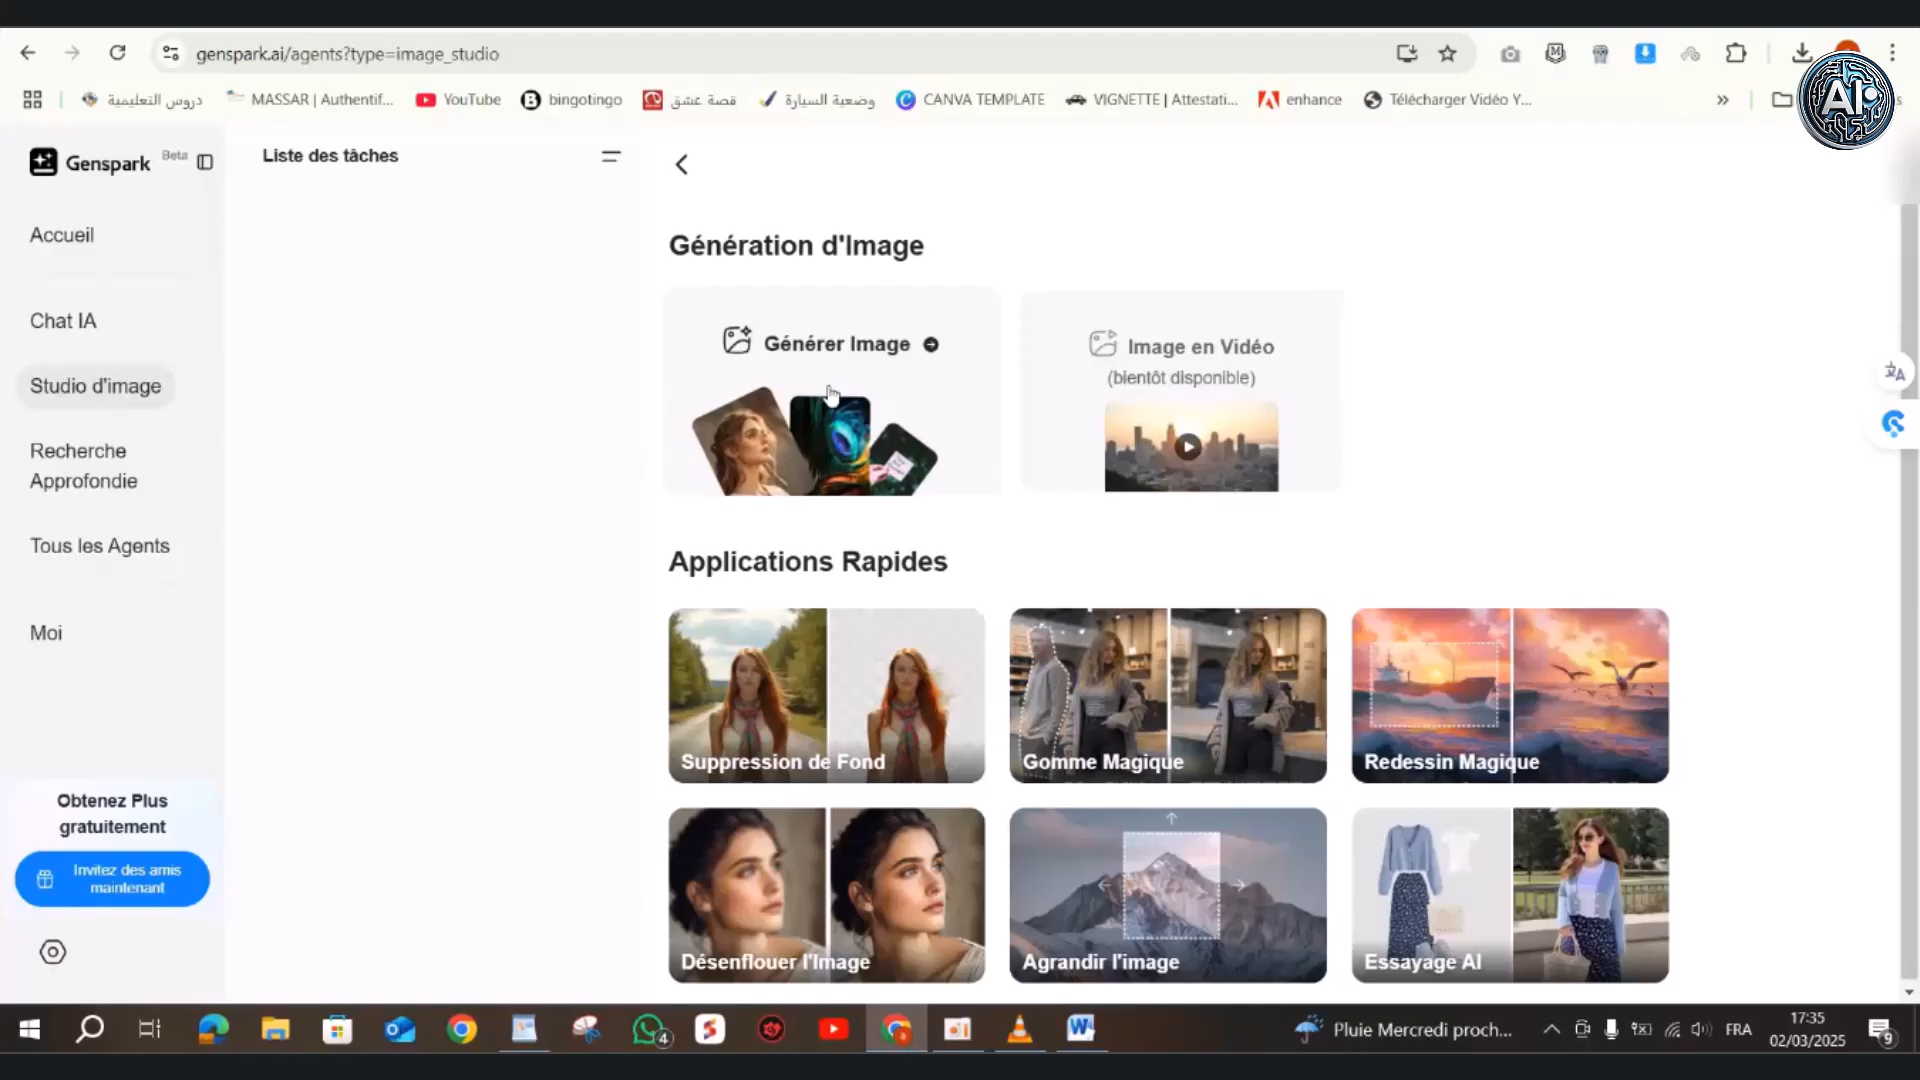 genspark.ai/agents?type=image_studio
دروس التعليمية
MASSAR | Authentif...
YouTube
bingotingo
قصة عشق
وضعية السيارة
CANVA TEMPLATE
VIGNETTE | Attestati...
enhance
Télécharger Vidéo Y...
»
AI
Genspark Beta
Accueil
Chat IA
Studio d'image
Recherche
Approfondie
Tous les Agents
Moi
Obtenez Plus
gratuitement
Invitez des amis
maintenant
Liste des tâches
Génération d'Image
Générer Image
Image en Vidéo
(bientôt disponible)
Applications Rapides
Suppression de Fond
Gomme Magique
Redessin Magique
Désenflouer l'Image
Agrandir l'image
Essayage AI
4
Pluie Mercredi proch...
FRA
17:35
02/03/2025
9